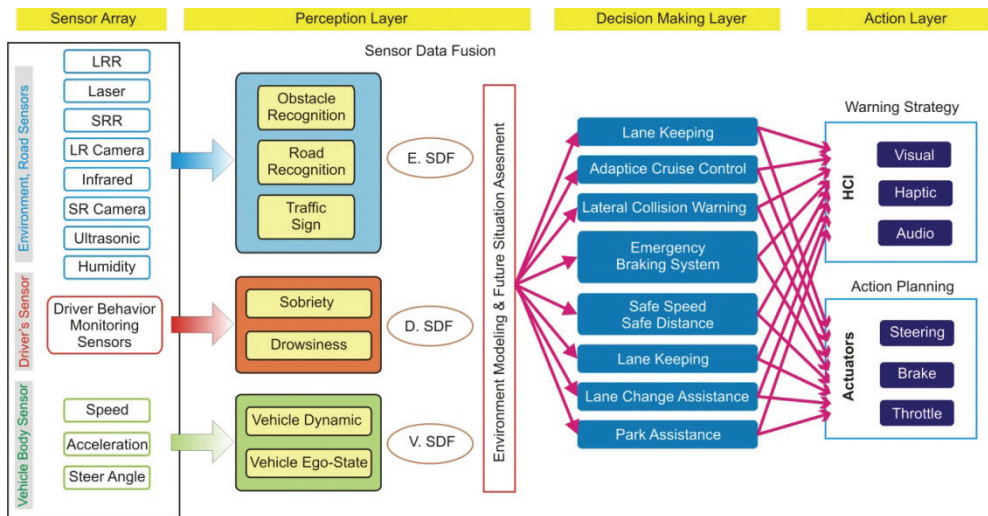 Sensor Array
Perception Layer
Decision Making Layer
Action Layer
Environment, Road Sensors
LRR
Laser
SRR
LR Camera
Infrared
SR Camera
Ultrasonic
Humidity
Driver's Sensor
Driver Behavior
Monitoring
Sensors
Vehicle Body Sensor
Speed
Acceleration
Steer Angle
Sensor Data Fusion
Obstacle
Recognition
Road
Recognition
Traffic
Sign
E. SDF
Sobriety
Drowsiness
D. SDF
Vehicle Dynamic
Vehicle Ego-State
V. SDF
Environment Modeling & Future Situation Asesment
Lane Keeping
Adaptice Cruise Control
Lateral Collision Warning
Emergency
Braking System
Safe Speed
Safe Distance
Lane Keeping
Lane Change Assistance
Park Assistance
Warning Strategy
HCI
Visual
Haptic
Audio
Action Planning
Actuators
Steering
Brake
Throttle